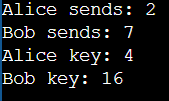 Alice sends: 2
Bob sends: 7
Alice key: 4
Bob key: 16